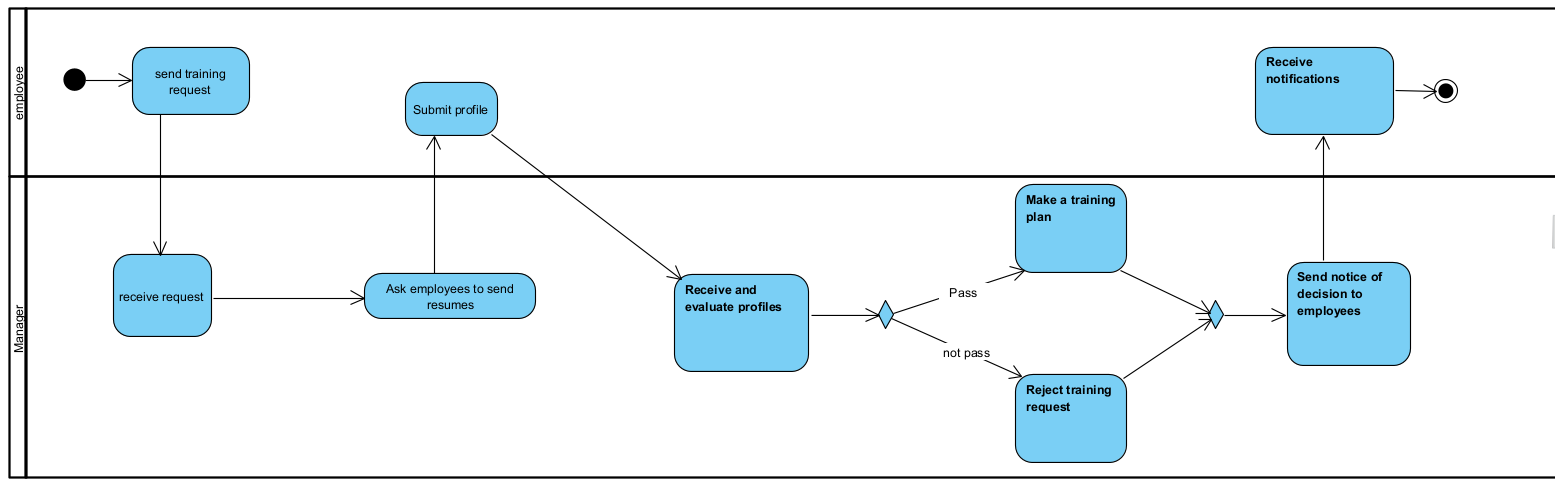 employee
send training
request
Submit profile
Receive
notifications
Manager
receive request
Ask employees to send
resumes
Receive and
evaluate profiles
Pass
not pass
Make a training
plan
Reject training
request
Send notice of
decision to
employees